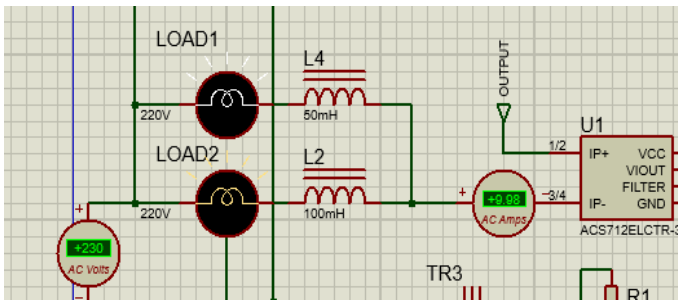 LOAD1
220V
L4
50mH
OUTPUT
U1
1/2
IP+
VCC
VIOUT
FILTER
3/4
IP-
GND
ACS712ELCTR-3
LOAD2
220V
L2
100mH
+
−
+9.98
AC Amps
+
+230
AC Volts
−
TR3
R1